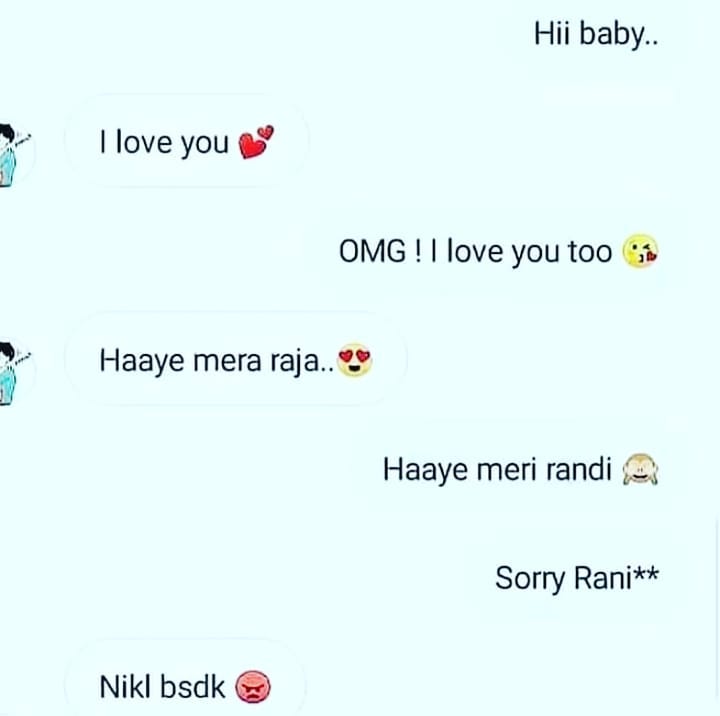 Hii baby..
I love you 💕
OMG ! I love you too 😘
Haaye mera raja..😍
Haaye meri randi 🙈
Sorry Rani**
Nikl bsdk 😡